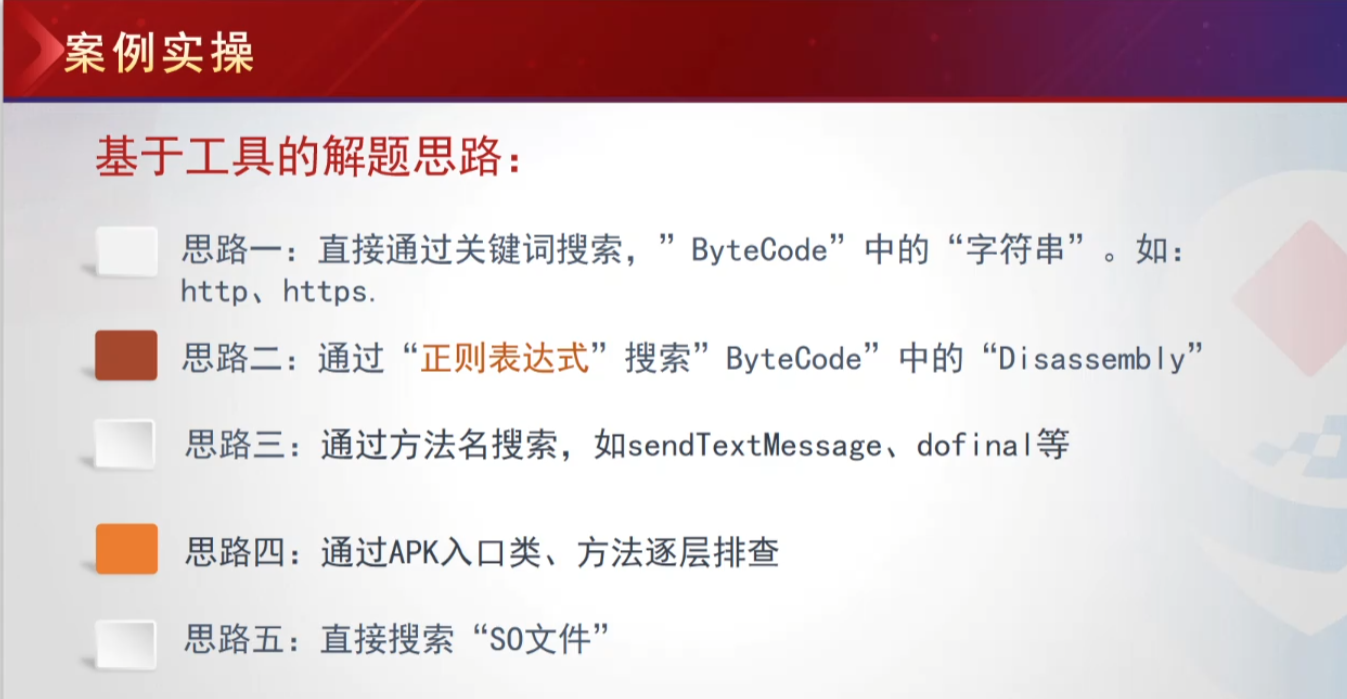 案例实操
基于工具的解题思路：
思路一：直接通过关键词搜索，”ByteCode”中的“字符串”。如：
http、https.
思路二：通过“正则表达式”搜索”ByteCode”中的“Disassembly”
思路三：通过方法名搜索，如sendTextMessage、dofinal等
思路四：通过APK入口类、方法逐层排查
思路五：直接搜索“SO文件”